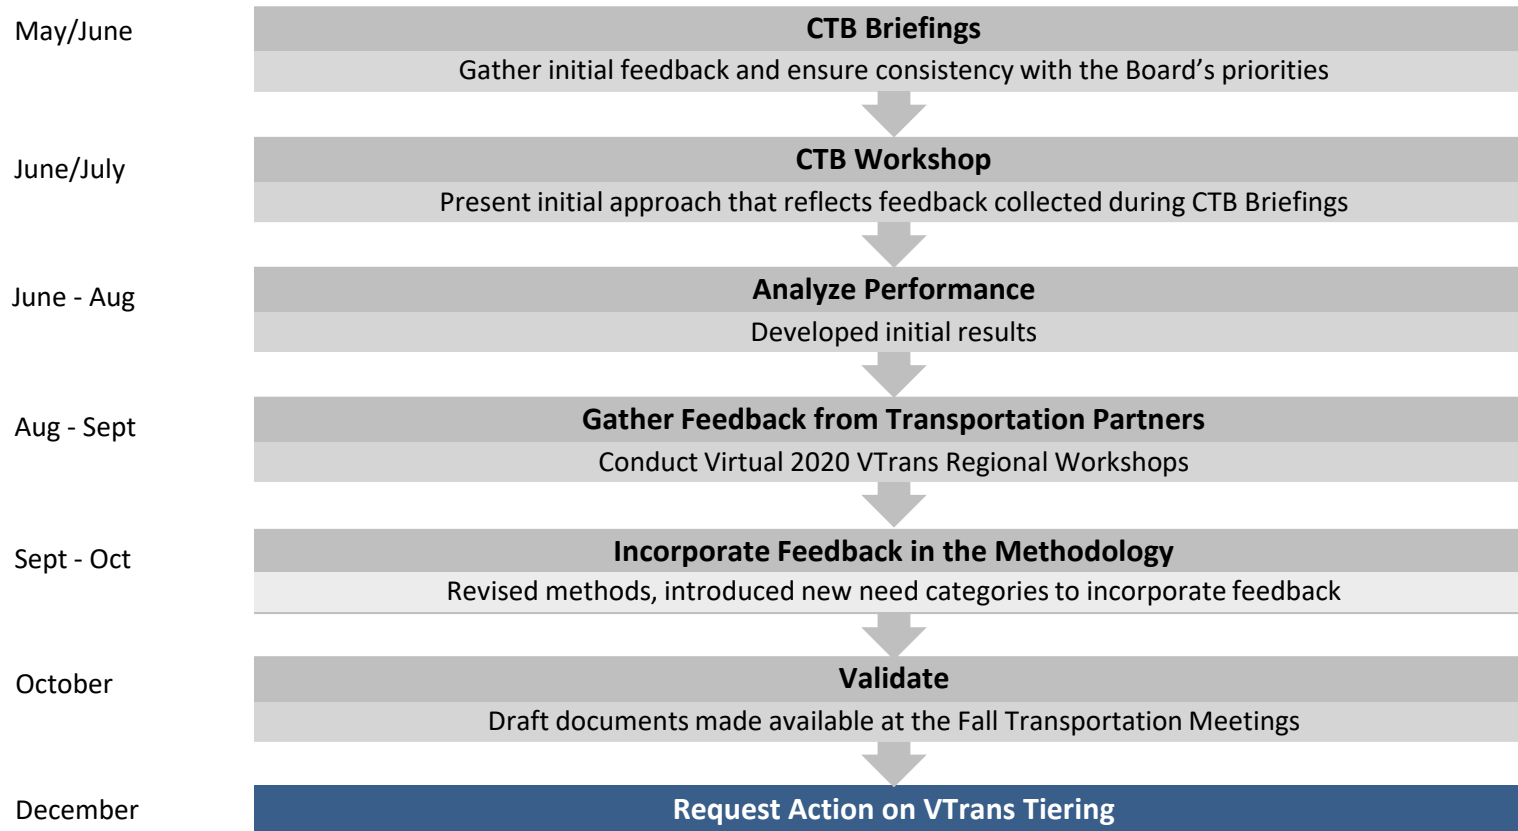 May/June
CTB Briefings
Gather initial feedback and ensure consistency with the Board's priorities
June/July
CTB Workshop
Present initial approach that reflects feedback collected during CTB Briefings
June - Aug
Analyze Performance
Developed initial results
Aug - Sept
Gather Feedback from Transportation Partners
Conduct Virtual 2020 VTrans Regional Workshops
Sept - Oct
Incorporate Feedback in the Methodology
Revised methods, introduced new need categories to incorporate feedback
October
Validate
Draft documents made available at the Fall Transportation Meetings
December
Request Action on VTrans Tiering